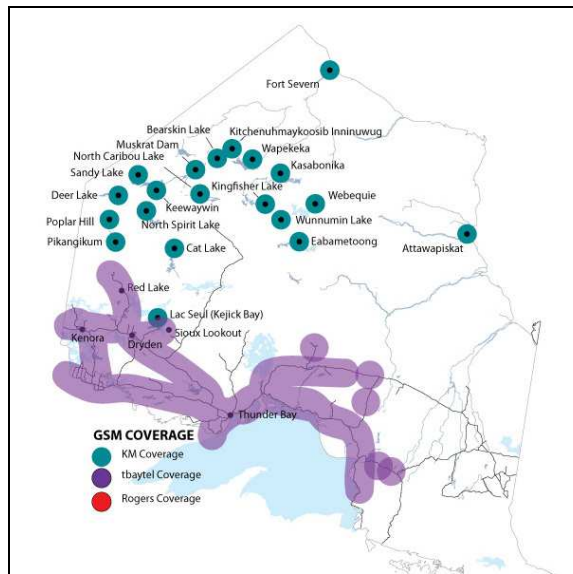 Fort Severn
Bearskin Lake
Kitchenuhmaykoosib Inninuwug
Muskrat Dam
Wapekeka
North Caribou Lake
Kasabonika
Sandy Lake
Kingfisher Lake
Deer Lake
Webequie
Keewaywin
Poplar Hill
Wunnumin Lake
North Spirit Lake
Pikangikum
Cat Lake
Eabametoong
Attawapiskat
Red Lake
Lac Seul (Kejick Bay)
Kenora
Sioux Lookout
Dryden
Thunder Bay
GSM COVERAGE
KM Coverage
tbaytel Coverage
Rogers Coverage